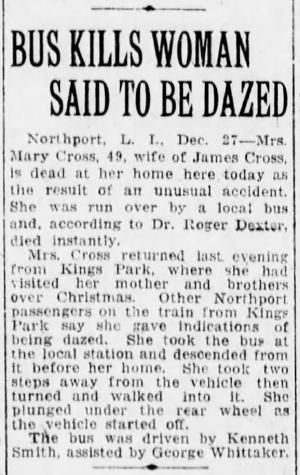 BUS KILLS WOMAN
SAID TO BE DAZED
Northport, L. I., Dec. 27—Mrs.
Mary Cross, 49, wife of James Cross,
is dead at her home here today as
the result of an unusual accident.
She was run over by a local bus
and, according to Dr. Roger Dexter,
died instantly.
Mrs. Cross returned last evening
from Kings Park, where she had
visited her mother and brothers
over Christmas. Other Northport
passengers on the train from Kings
Park say she gave indications of
being dazed. She took the bus at
the local station and descended from
it before her home. She took two
steps away from the vehicle then
turned and walked into it. She
plunged under the rear wheel as
the vehicle started off.
The bus was driven by Kenneth
Smith, assisted by George Whittaker.